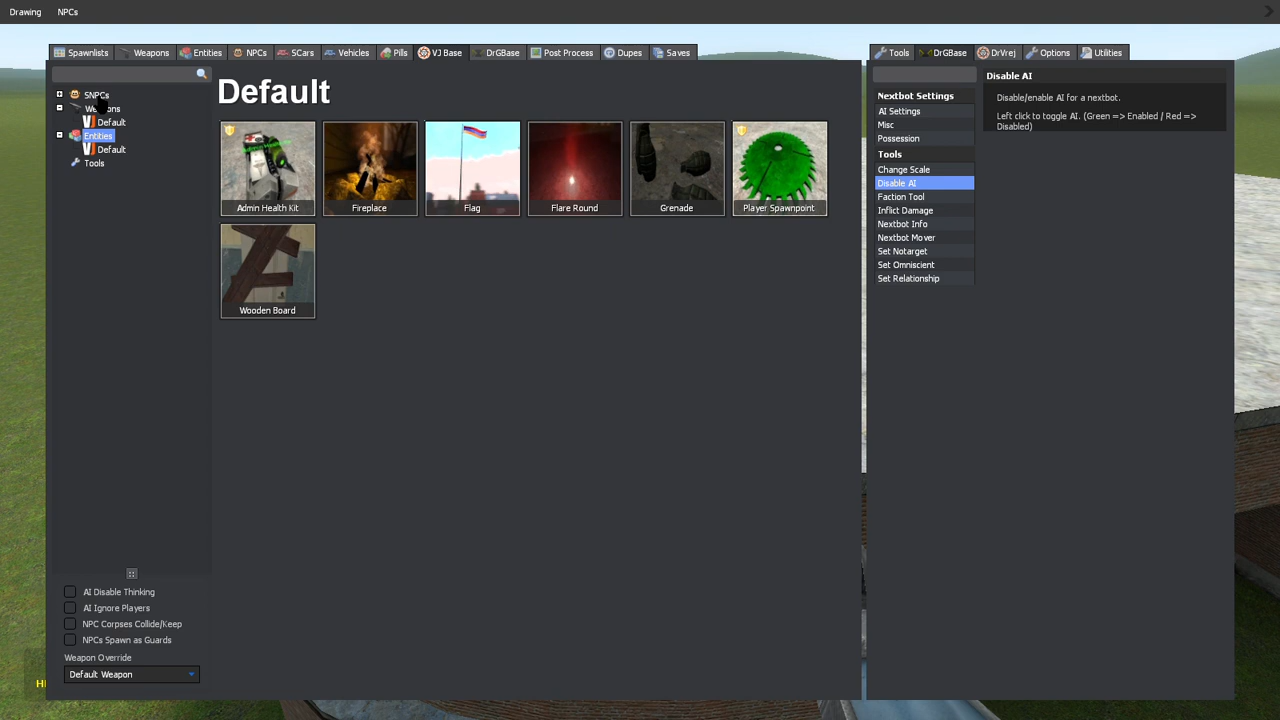 Drawing NPCs
Spawnlists Weapons Entities NPCs SCars Vehicles Pills VJ Base DrGBase Post Process Dupes Saves
SNPCs
Default
Entities
Default
Tools
Default
Admin Health Kit Fireplace Flag Flare Round Grenade Player Spawnpoint
Wooden Board
AI Disable Thinking
AI Ignore Players
NPC Corpses Collide/Keep
NPCs Spawn as Guards
Weapon Override
Default Weapon
Tools DrGBase DrVrej Options Utilities
Nextbot Settings
AI Settings
Misc
Possession
Tools
Change Scale
Disable AI
Faction Tool
Inflict Damage
Nextbot Info
Nextbot Mover
Set Notarget
Set Omniscient
Set Relationship
Disable AI
Disable/enable AI for a nextbot.
Left click to toggle AI. (Green => Enabled / Red =>
Disabled)